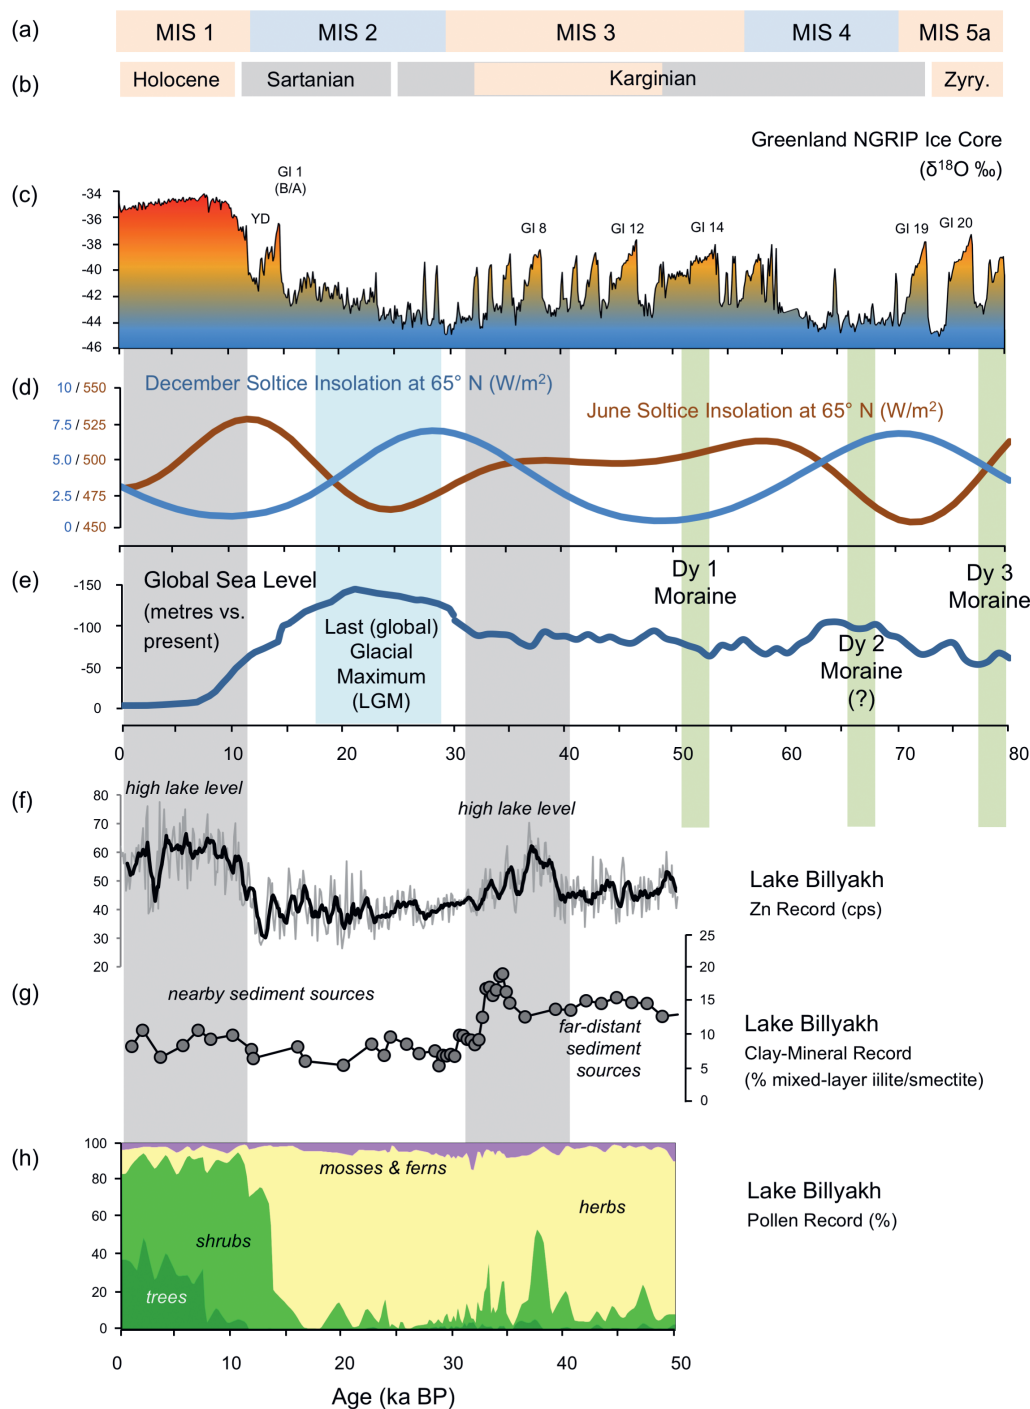 (a)
MIS 1
MIS 2
MIS 3
MIS 4
MIS 5a
(b)
Holocene
Sartanian
Karginian
Zyry.
Greenland NGRIP Ice Core
(δ18O ‰)
(c)
-34
-36
-38
-40
-42
-44
-46
YD
GI 1
(B/A)
GI 8
GI 12
GI 14
GI 19
GI 20
(d)
December Soltice Insolation at 65° N (W/m²)
June Soltice Insolation at 65° N (W/m²)
10 / 550
7.5 / 525
5.0 / 500
2.5 / 475
0 / 450
(e)
-150
-100
-50
0
Global Sea Level
(metres vs.
present)
Last (global)
Glacial
Maximum
(LGM)
Dy 1
Moraine
Dy 2
Moraine
(?)
Dy 3
Moraine
0 10 20 30 40 50 60 70 80
(f)
high lake level
high lake level
80
70
60
50
40
30
20
Lake Billyakh
Zn Record (cps)
(g)
nearby sediment sources
far-distant
sediment
sources
25
20
15
10
5
0
Lake Billyakh
Clay-Mineral Record
(% mixed-layer iilite/smectite)
(h)
100
80
60
40
20
0
mosses & ferns
herbs
shrubs
trees
Lake Billyakh
Pollen Record (%)
0 10 20 30 40 50
Age (ka BP)